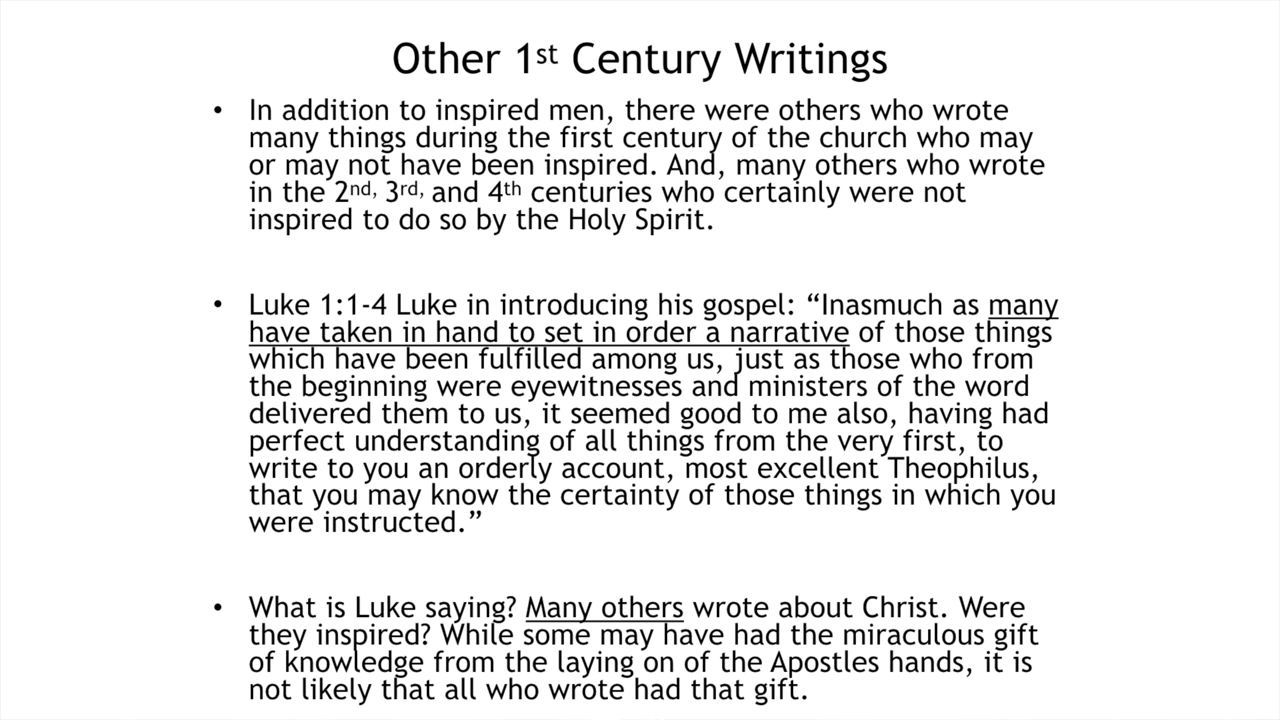 Other 1st Century Writings
• In addition to inspired men, there were others who wrote
many things during the first century of the church who may
or may not have been inspired. And, many others who wrote
in the 2nd, 3rd, and 4th centuries who certainly were not
inspired to do so by the Holy Spirit.
• Luke 1:1-4 Luke in introducing his gospel: “Inasmuch as many
have taken in hand to set in order a narrative of those things
which have been fulfilled among us, just as those who from
the beginning were eyewitnesses and ministers of the word
delivered them to us, it seemed good to me also, having had
perfect understanding of all things from the very first, to
write to you an orderly account, most excellent Theophilus,
that you may know the certainty of those things in which you
were instructed.”
• What is Luke saying? Many others wrote about Christ. Were
they inspired? While some may have had the miraculous gift
of knowledge from the laying on of the Apostles hands, it is
not likely that all who wrote had that gift.